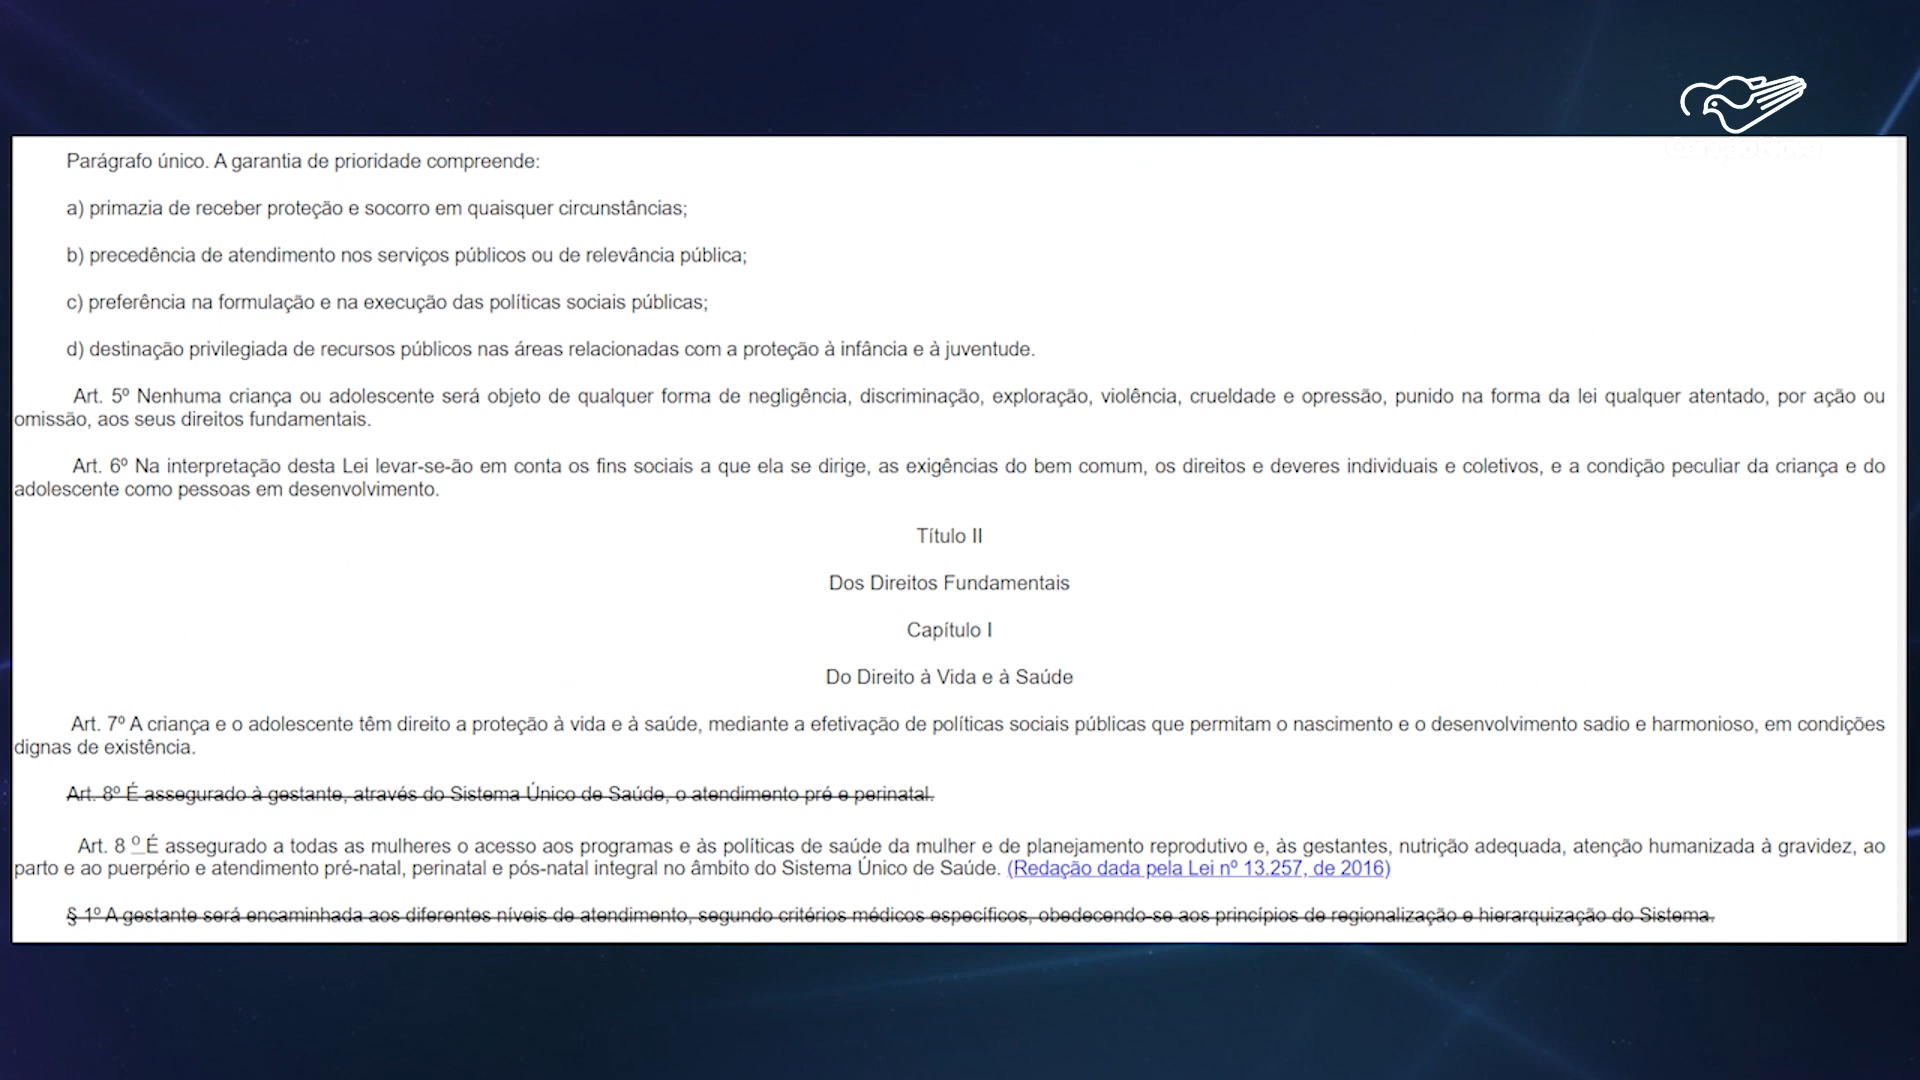 Parágrafo único. A garantia de prioridade compreende:
a) primazia de receber proteção e socorro em quaisquer circunstâncias;
b) precedência de atendimento nos serviços públicos ou de relevância pública;
c) preferência na formulação e na execução das políticas sociais públicas;
d) destinação privilegiada de recursos públicos nas áreas relacionadas com a proteção à infância e à juventude.
Art. 5º Nenhuma criança ou adolescente será objeto de qualquer forma de negligência, discriminação, exploração, violência, crueldade e opressão, punido na forma da lei qualquer atentado, por ação ou
omissão, aos seus direitos fundamentais.
Art. 6º Na interpretação desta Lei levar-se-ão em conta os fins sociais a que ela se dirige, as exigências do bem comum, os direitos e deveres individuais e coletivos, e a condição peculiar da criança e do
adolescente como pessoas em desenvolvimento.
Título II
Dos Direitos Fundamentais
Capítulo I
Do Direito à Vida e à Saúde
Art. 7º A criança e o adolescente têm direito a proteção à vida e à saúde, mediante a efetivação de políticas sociais públicas que permitam o nascimento e o desenvolvimento sadio e harmonioso, em condições
dignas de existência.
Art. 8º É assegurado à gestante, através do Sistema Único de Saúde, o atendimento pré e perinatal.
Art. 8 º É assegurado a todas as mulheres o acesso aos programas e às políticas de saúde da mulher e de planejamento reprodutivo e, às gestantes, nutrição adequada, atenção humanizada à gravidez, ao
parto e ao puerpério e atendimento pré-natal, perinatal e pós-natal integral no âmbito do Sistema Único de Saúde. (Redação dada pela Lei nº 13.257, de 2016)
§ 1º A gestante será encaminhada aos diferentes níveis de atendimento, segundo critérios médicos específicos, obedecendo-se aos princípios de regionalização e hierarquização do Sistema.